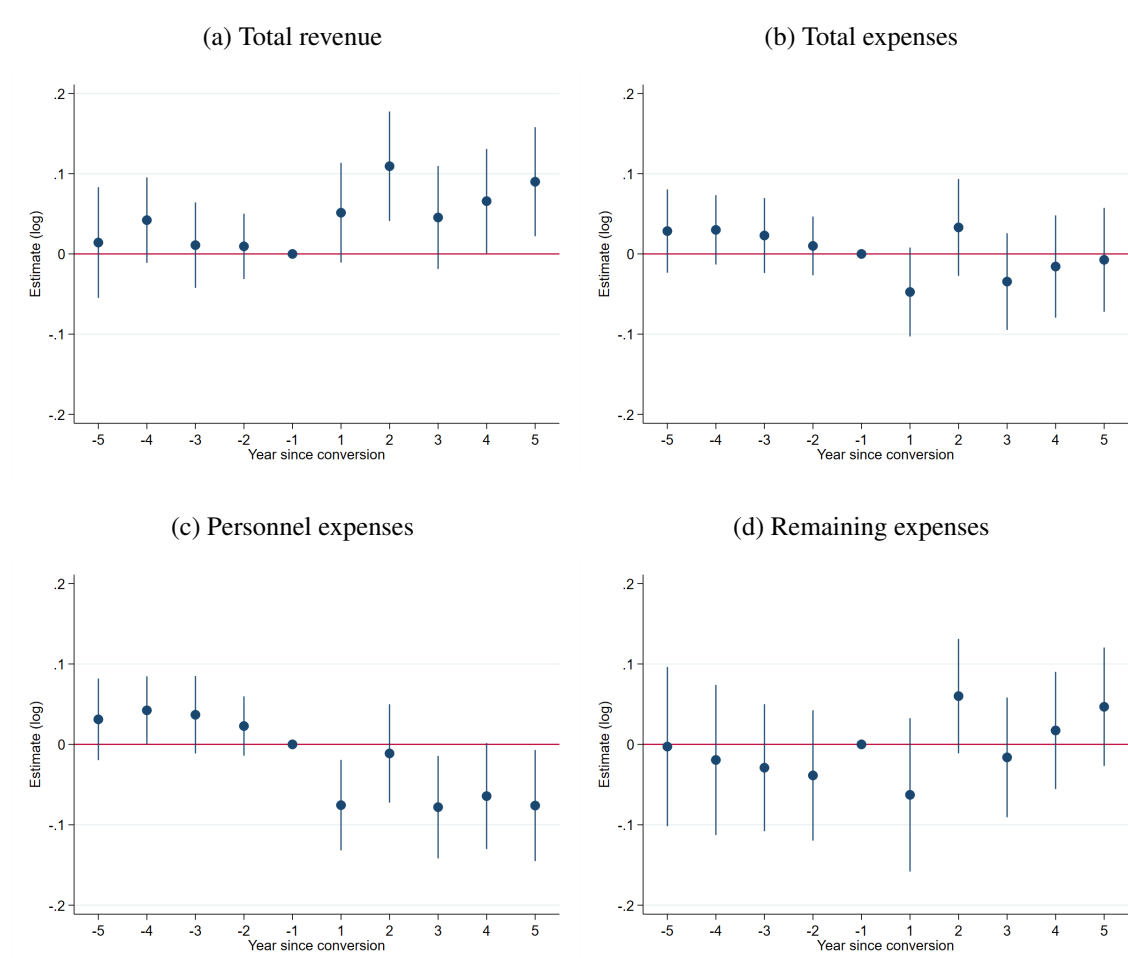 (a) Total revenue
.2
.1
0
-.1
-.2
Estimate (log)
-5 -4 -3 -2 -1 1 2 3 4 5
Year since conversion
(b) Total expenses
.2
.1
0
-.1
-.2
Estimate (log)
-5 -4 -3 -2 -1 1 2 3 4 5
Year since conversion
(c) Personnel expenses
.2
.1
0
-.1
-.2
Estimate (log)
-5 -4 -3 -2 -1 1 2 3 4 5
Year since conversion
(d) Remaining expenses
.2
.1
0
-.1
-.2
Estimate (log)
-5 -4 -3 -2 -1 1 2 3 4 5
Year since conversion